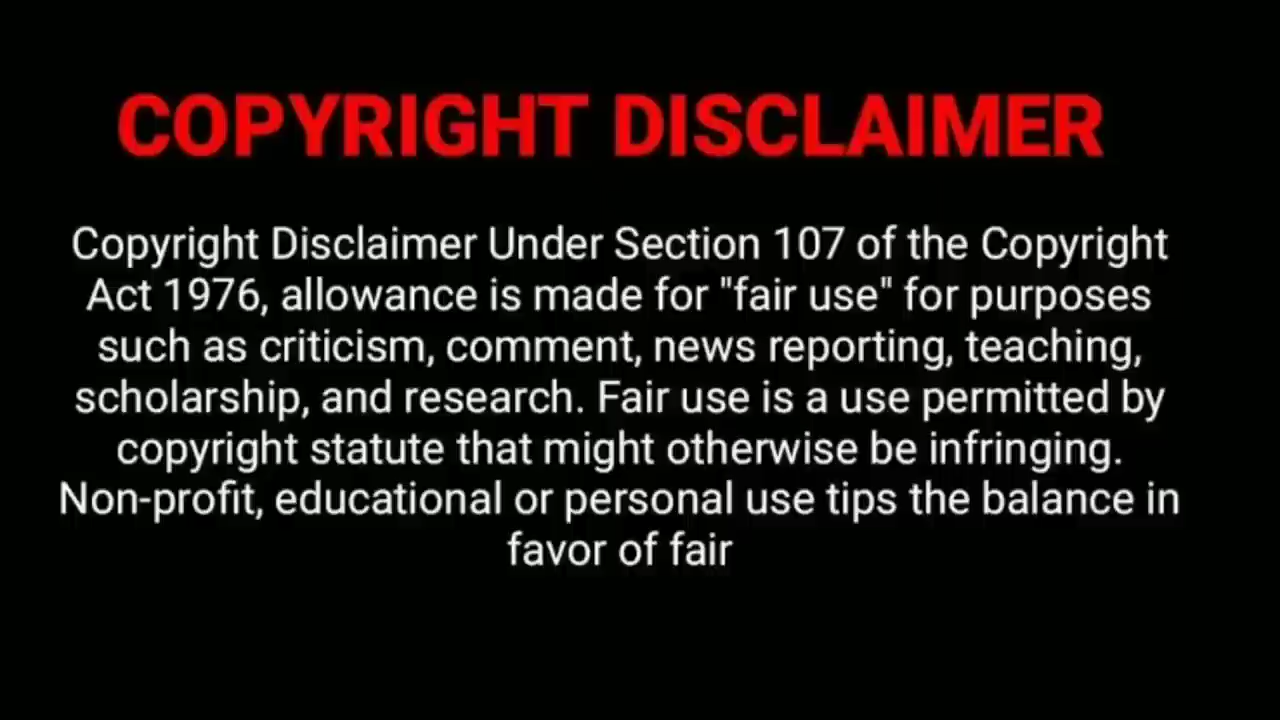 COPYRIGHT DISCLAIMER
Copyright Disclaimer Under Section 107 of the Copyright
Act 1976, allowance is made for "fair use" for purposes
such as criticism, comment, news reporting, teaching,
scholarship, and research. Fair use is a use permitted by
copyright statute that might otherwise be infringing.
Non-profit, educational or personal use tips the balance in
favor of fair